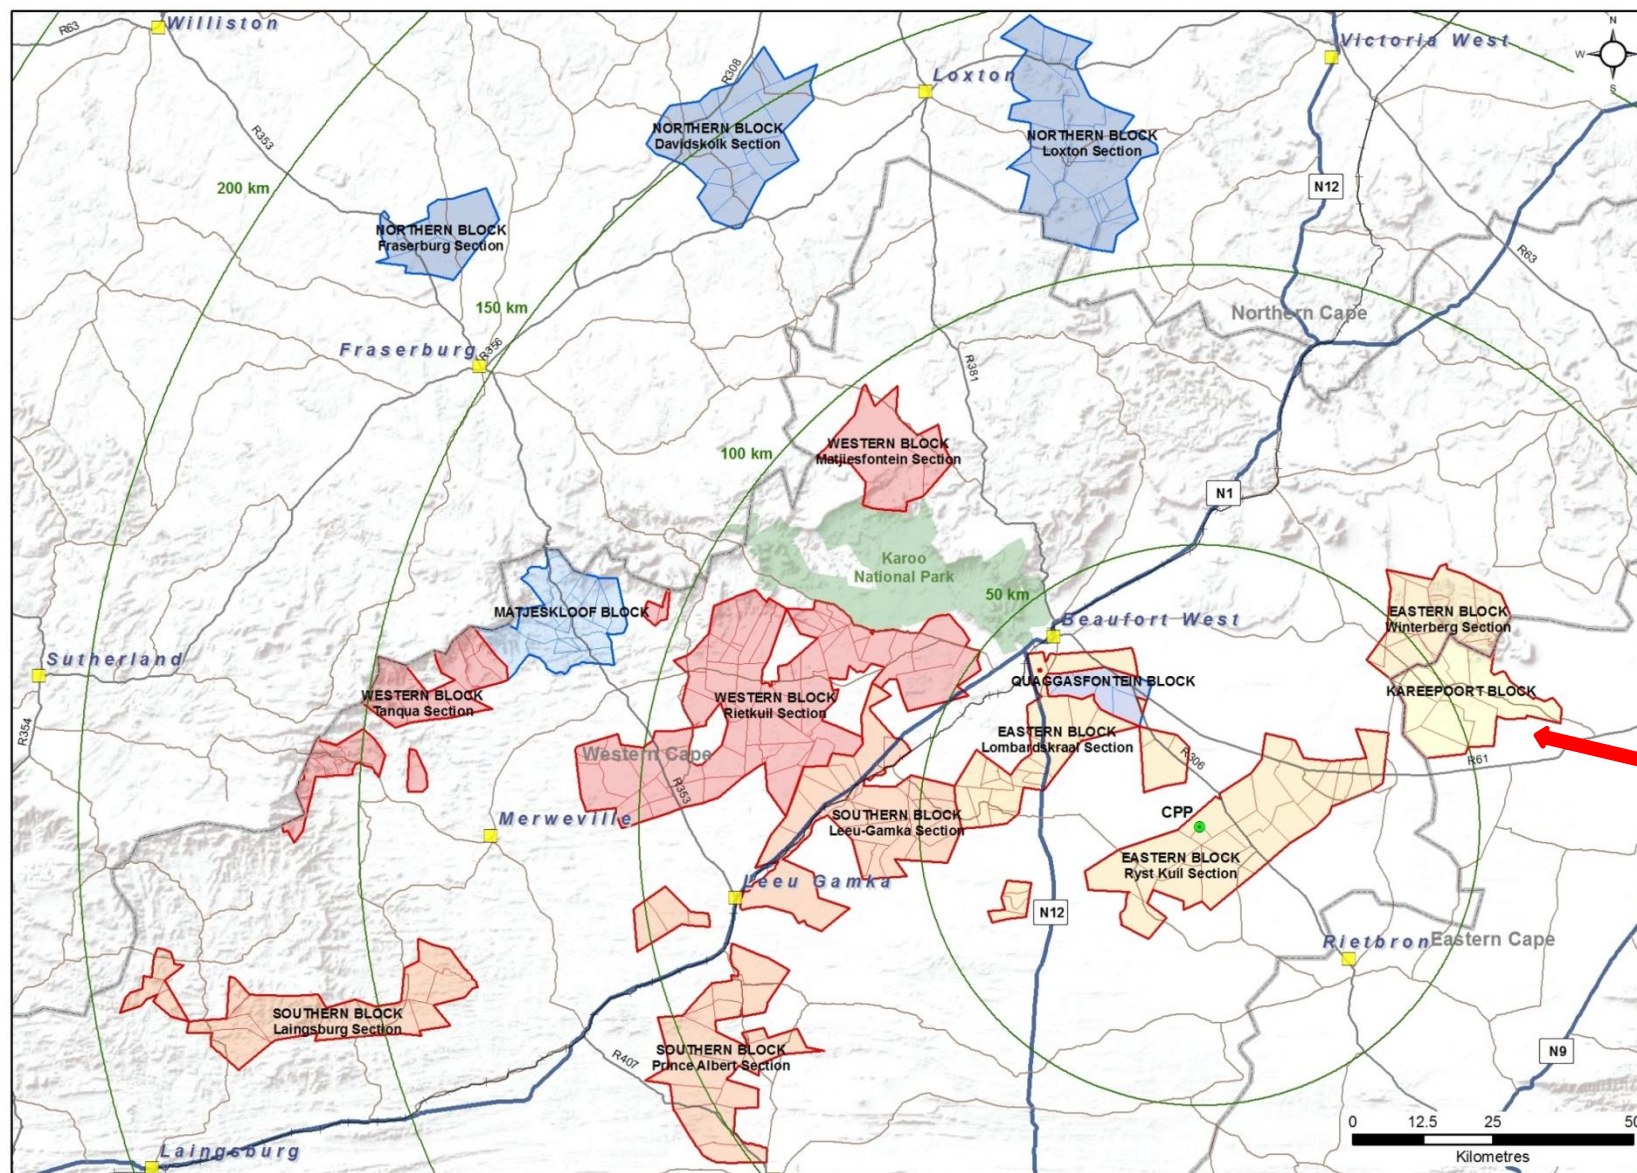 Williston
R63
Victoria West
N
W
S
R308
Loxton
NORTHERN BLOCK
Davidskolk Section
NORTHERN BLOCK
Loxton Section
R353
200 km
N12
NORTHERN BLOCK
Fraserburg Section
R63
150 km
Northern Cape
Fraserburg
R356
R381
WESTERN BLOCK
Matjiesfontein Section
100 km
N1
Karoo
National Park
50 km
MATJESKLOOF BLOCK
Beaufort West
EASTERN BLOCK
Winterberg Section
Sutherland
QUAGGASFONTEIN BLOCK
KAREEPOORT BLOCK
WESTERN BLOCK
Tanqua Section
WESTERN BLOCK
Rietkuil Section
R354
EASTERN BLOCK
Lombardskraal Section
Western Cape
R306
R61
R353
Merweville
SOUTHERN BLOCK
Leeu-Gamka Section
CPP
EASTERN BLOCK
Ryst Kuil Section
Leeu Gamka
N12
Rietbron
Eastern Cape
SOUTHERN BLOCK
Laingsburg Section
SOUTHERN BLOCK
Prince Albert Section
R407
N9
0 12.5 25 50
Kilometres
Laingsburg